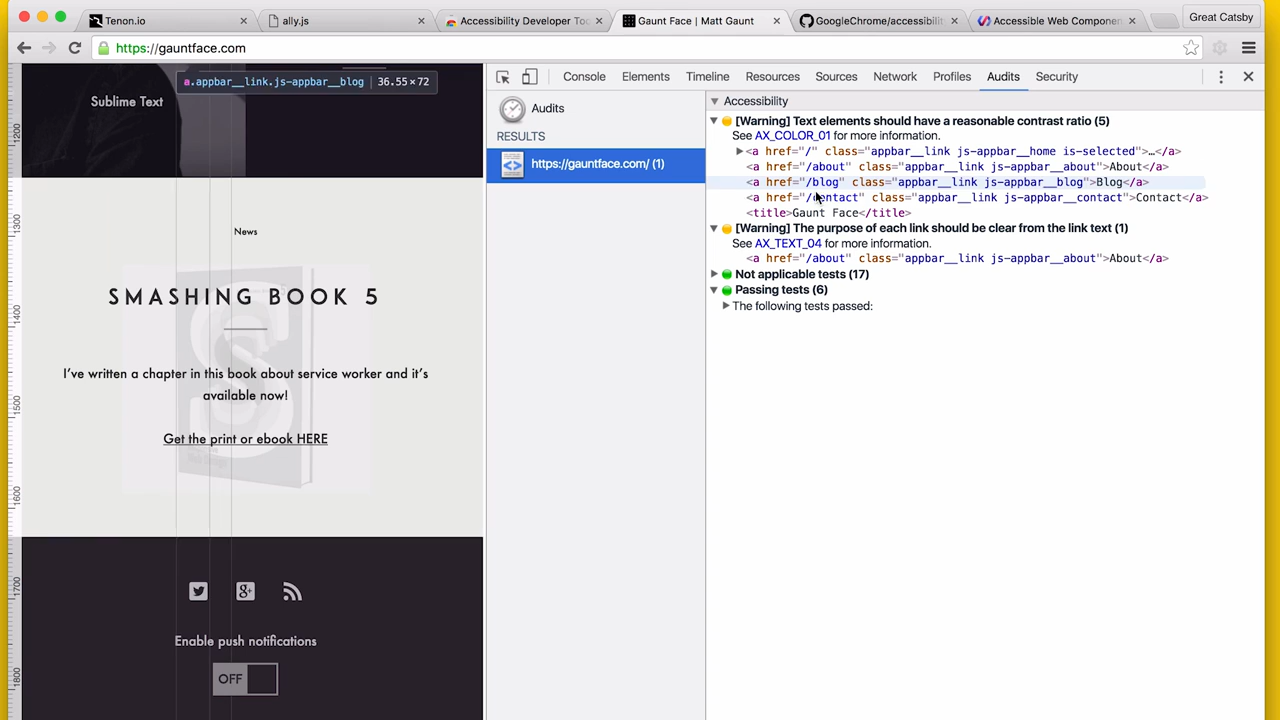 Tenon.io
ally.js
Accessibility Developer Too
Gaunt Face | Matt Gaunt
GoogleChrome/accessibilit
Accessible Web Componen
Great Catsby
https://gauntface.com
a.appbar__link.js-appbar__blog | 36.55 × 72
Console Elements Timeline Resources Sources Network Profiles Audits Security
Sublime Text
1200
1300
1400
1500
1600
1700
1800
News
SMASHING BOOK 5
I've written a chapter in this book about service worker and it's
available now!
Get the print or ebook HERE
Enable push notifications
OFF
Audits
RESULTS
https://gauntface.com/ (1)
Accessibility
[Warning] Text elements should have a reasonable contrast ratio (5)
See AX_COLOR_01 for more information.
<a href="/" class="appbar__link js-appbar__home is-selected">…</a>
<a href="/about" class="appbar__link js-appbar__about">About</a>
<a href="/blog" class="appbar__link js-appbar__blog">Blog</a>
<a href="/contact" class="appbar__link js-appbar__contact">Contact</a>
<title>Gaunt Face</title>
[Warning] The purpose of each link should be clear from the link text (1)
See AX_TEXT_04 for more information.
<a href="/about" class="appbar__link js-appbar__about">About</a>
Not applicable tests (17)
Passing tests (6)
The following tests passed: